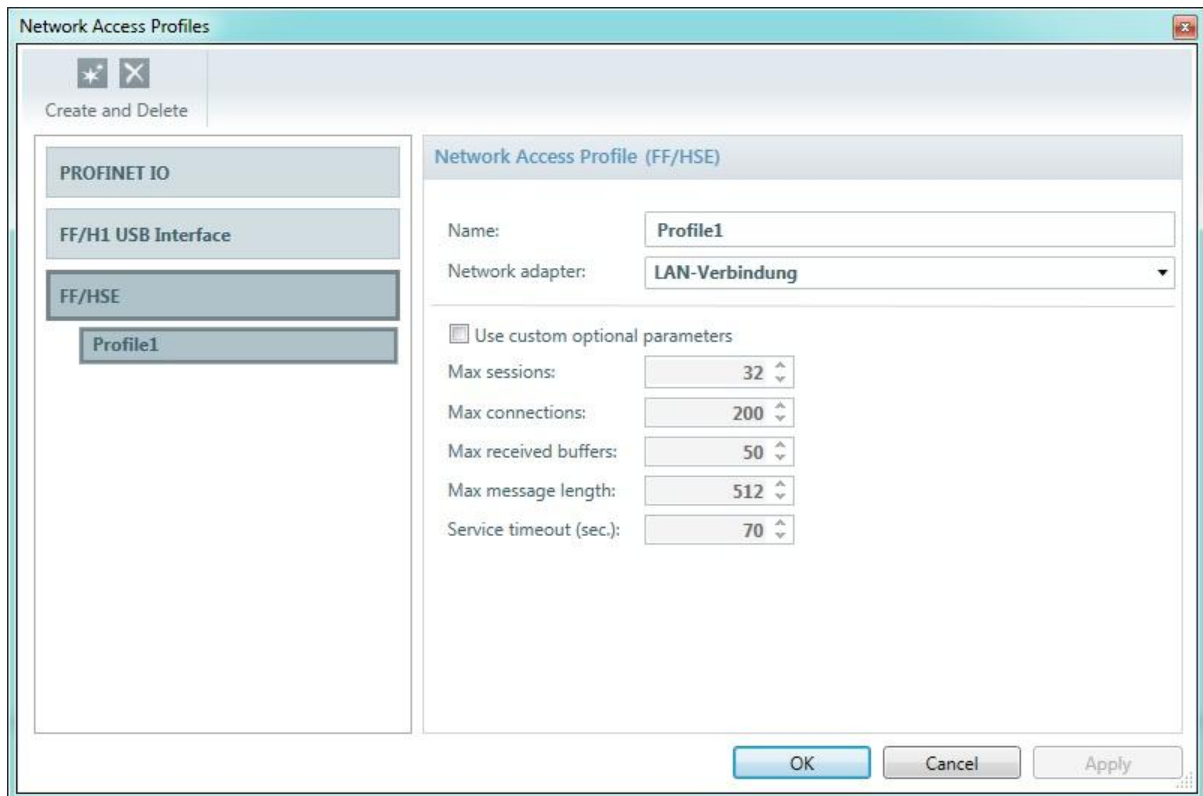 Network Access Profiles
Create and Delete
PROFINET IO
FF/H1 USB Interface
FF/HSE
Profile1
Network Access Profile (FF/HSE)
Name: Profile1
Network adapter: LAN-Verbindung
Use custom optional parameters
Max sessions: 32
Max connections: 200
Max received buffers: 50
Max message length: 512
Service timeout (sec.): 70
OK Cancel Apply